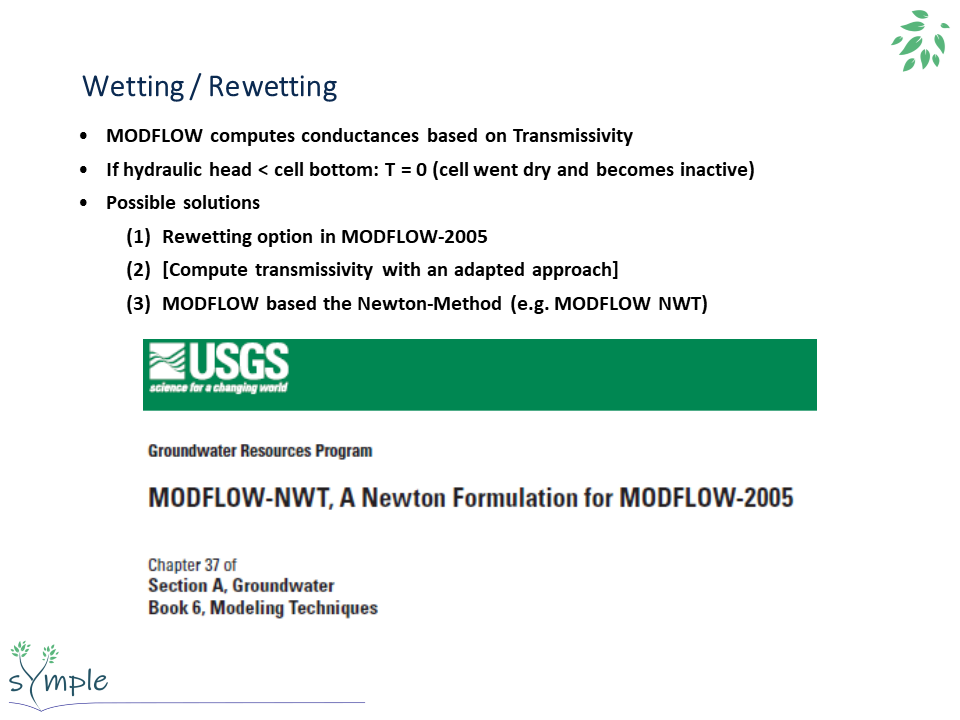 Wetting / Rewetting
• MODFLOW computes conductances based on Transmissivity
• If hydraulic head < cell bottom: T = 0 (cell went dry and becomes inactive)
• Possible solutions
(1) Rewetting option in MODFLOW-2005
(2) [Compute transmissivity with an adapted approach]
(3) MODFLOW based the Newton-Method (e.g. MODFLOW NWT)
USGS
science for a changing world
Groundwater Resources Program
MODFLOW-NWT, A Newton Formulation for MODFLOW-2005
Chapter 37 of
Section A, Groundwater
Book 6, Modeling Techniques
sYmple